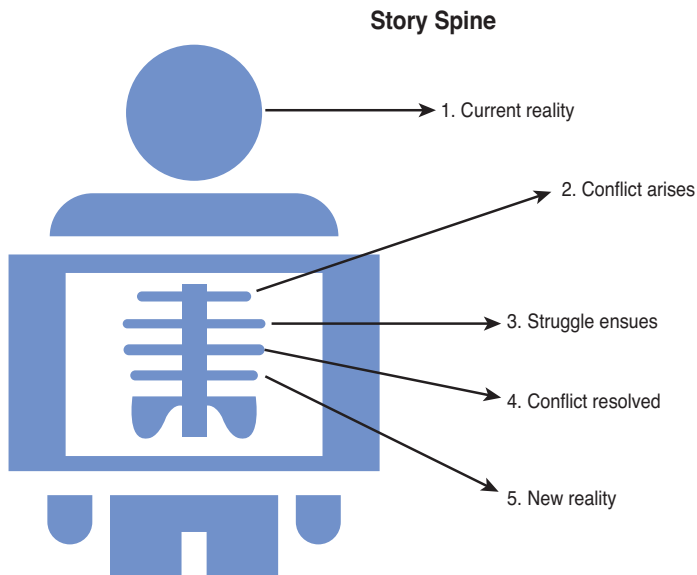 Story Spine
1. Current reality
2. Conflict arises
3. Struggle ensues
4. Conflict resolved
5. New reality